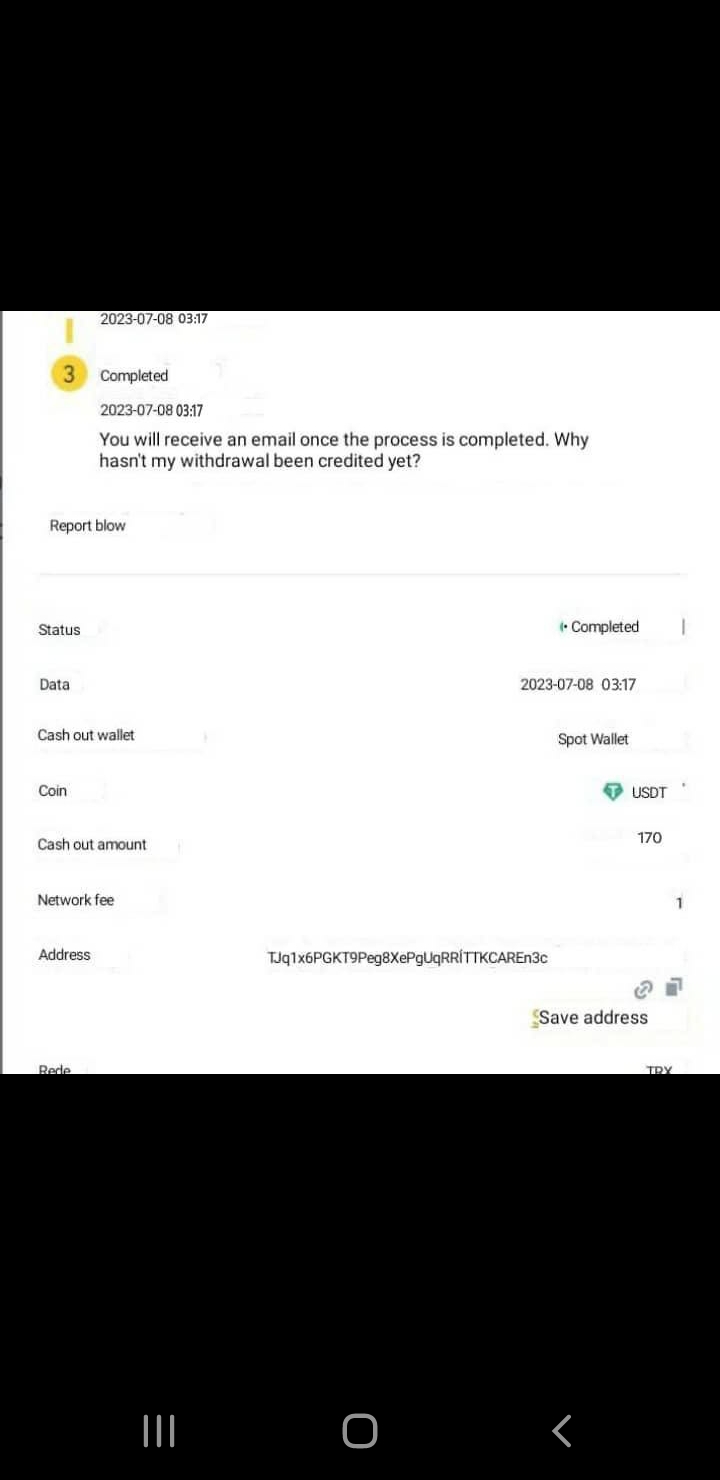 2023-07-08 03:17
3 Completed
2023-07-08 03:17
You will receive an email once the process is completed. Why
hasn't my withdrawal been credited yet?
Report blow
Status Completed
Data 2023-07-08 03:17
Cash out wallet Spot Wallet
Coin USDT
Cash out amount 170
Network fee 1
Address TJq1x6PGKT9Peg8XePgUqRRÍTTKCAREn3c
Save address
Rede TRX